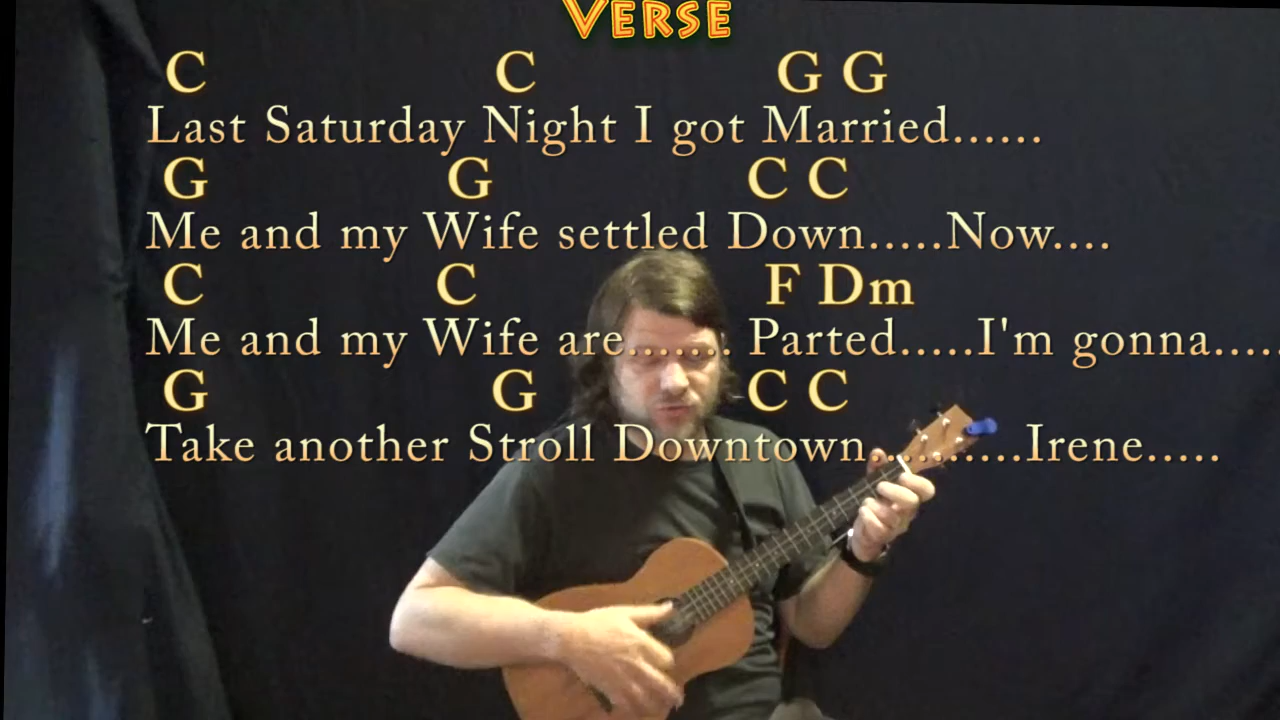 VERSE
C C G G
Last Saturday Night I got Married......
G G C C
Me and my Wife settled Down.....Now....
C C F Dm
Me and my Wife are....... Parted.....I'm gonna.....
G G C C
Take another Stroll Downtown..........Irene.....